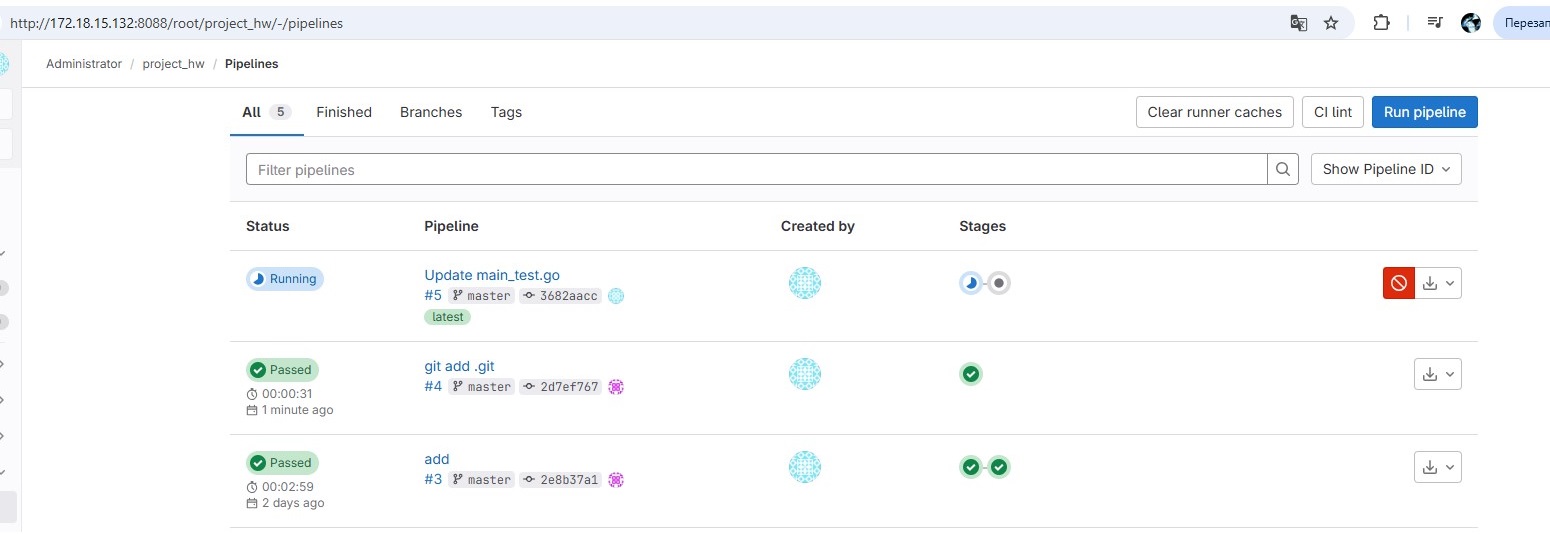 http://172.18.15.132:8088/root/project_hw/-/pipelines Перезап
Administrator / project_hw / Pipelines
All 5 Finished Branches Tags Clear runner caches CI lint Run pipeline
Filter pipelines Show Pipeline ID
Status Pipeline Created by Stages
Running Update main_test.go
#5 master 3682aacc
latest
Passed git add .git
#4 master 2d7ef767
00:00:31
1 minute ago
Passed add
#3 master 2e8b37a1
00:02:59
2 days ago